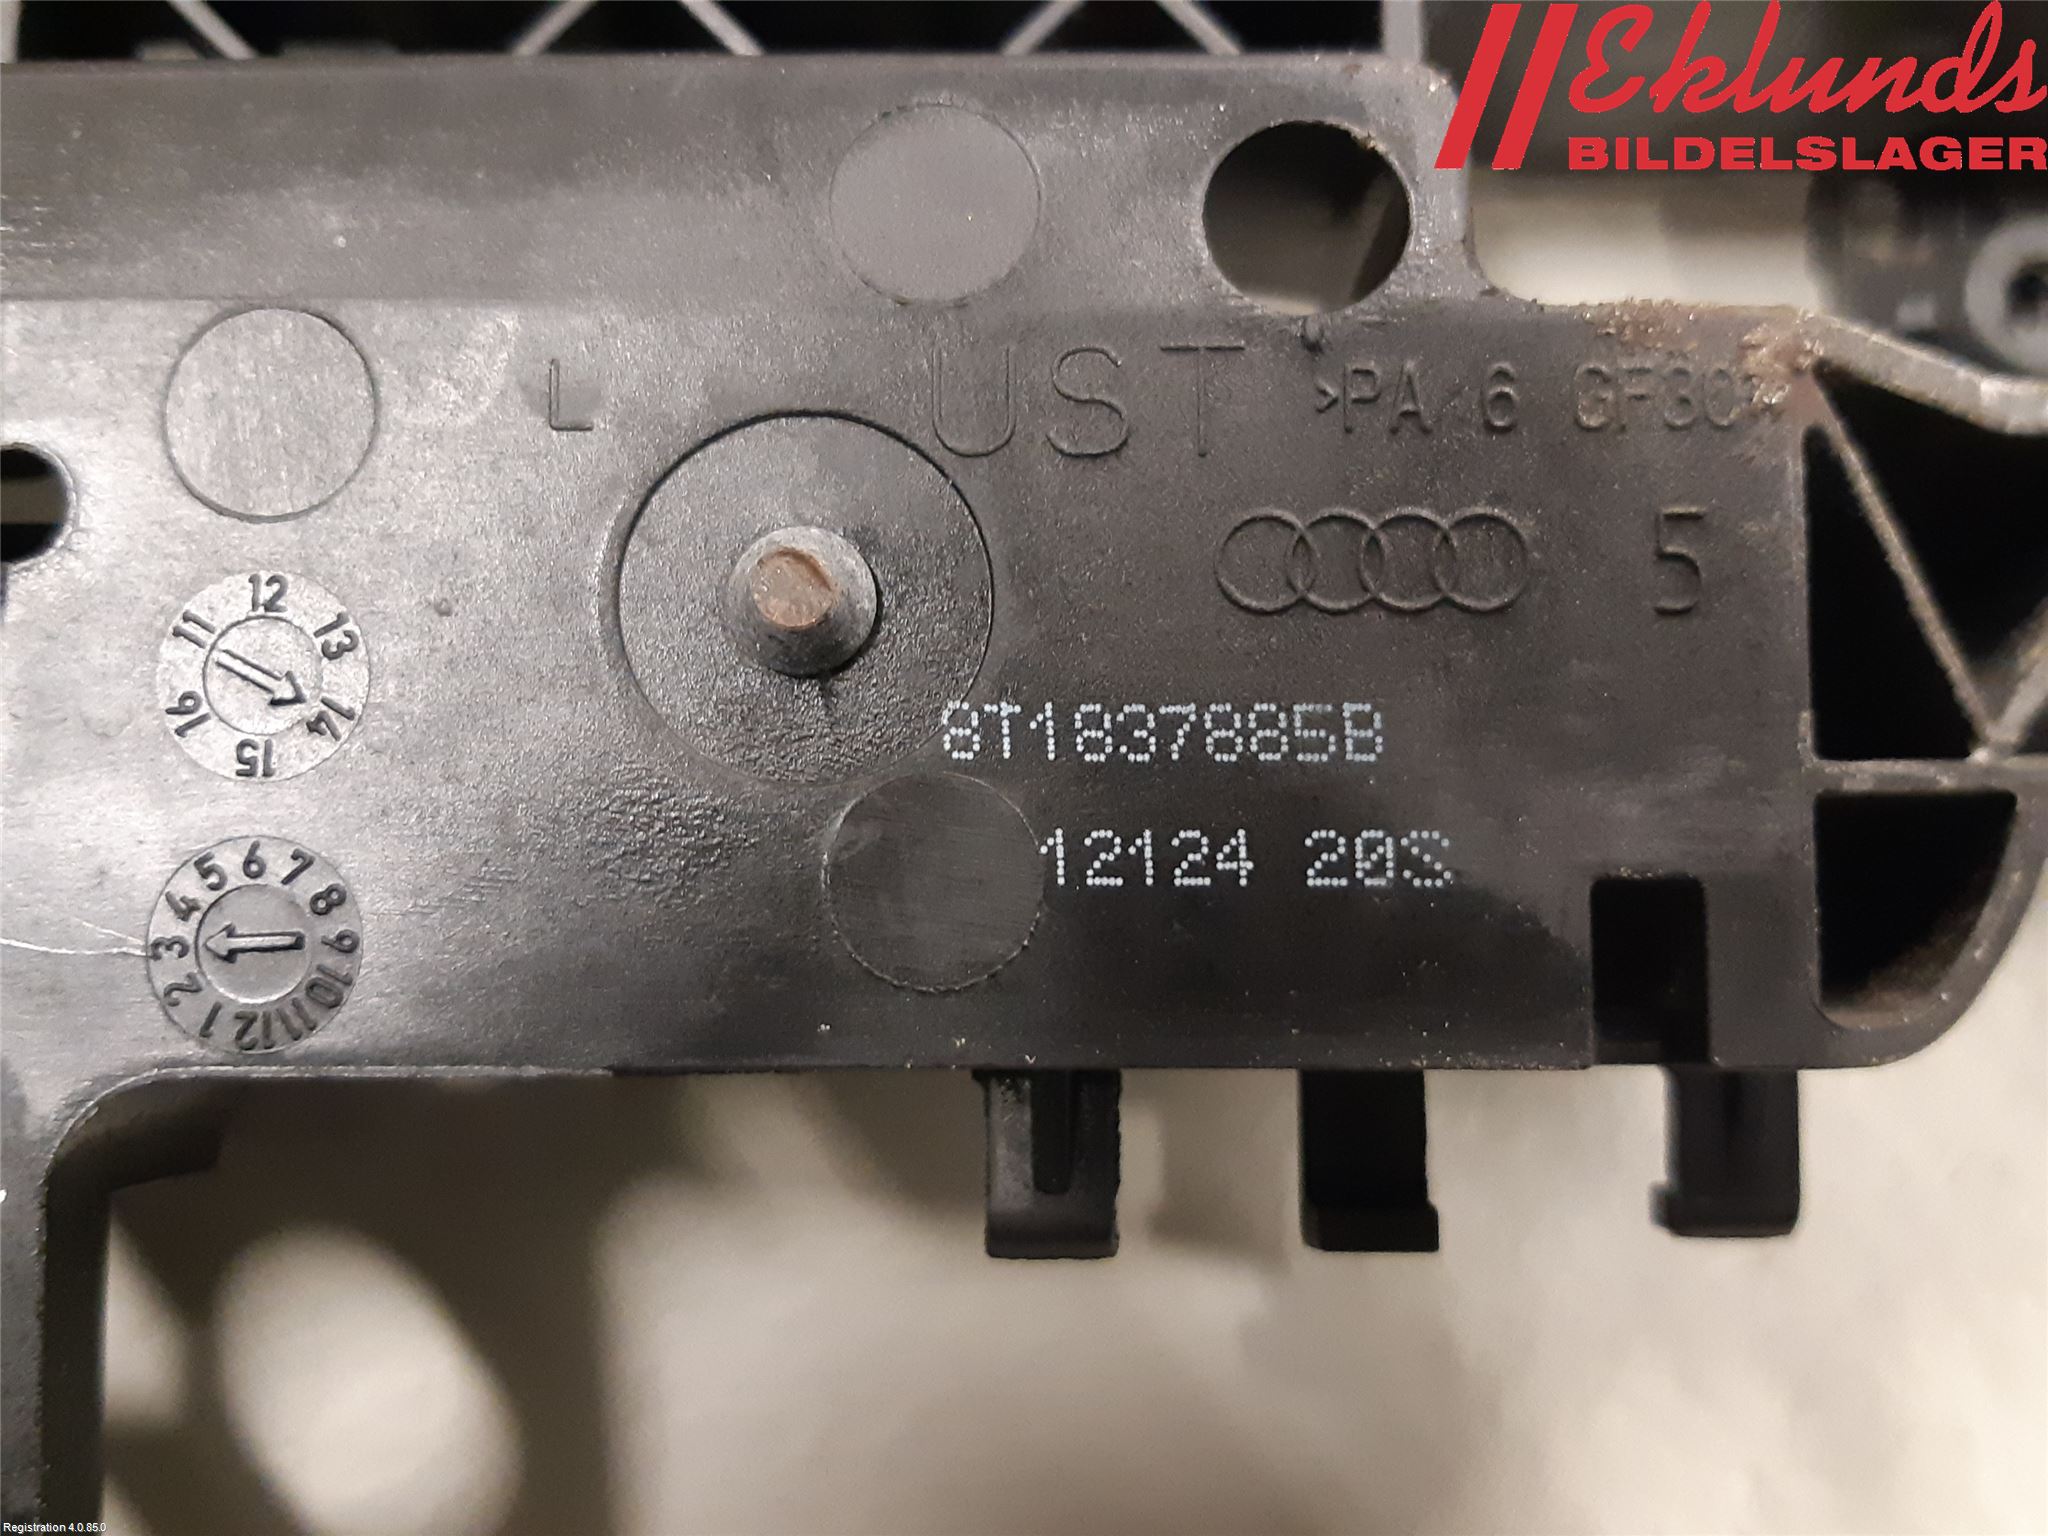 Eklunds
BILDELSLAGER
L UST >PA 6 GF30<
5
11 12 13 14 15 16
8T1837885B
12124 20S
1 2 3 4 5 6 7 8 9 10 11 12
Registration 4.0.85.0